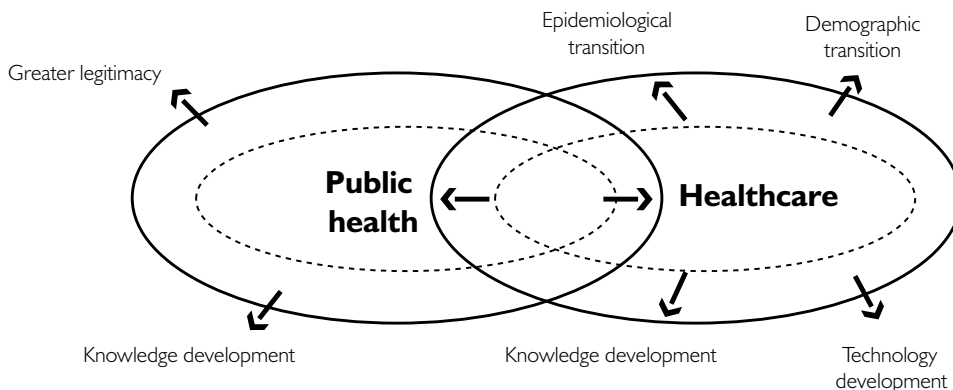 Epidemiological
transition
Demographic
transition
Greater legitimacy
Public
health
Healthcare
Knowledge development
Knowledge development
Technology
development